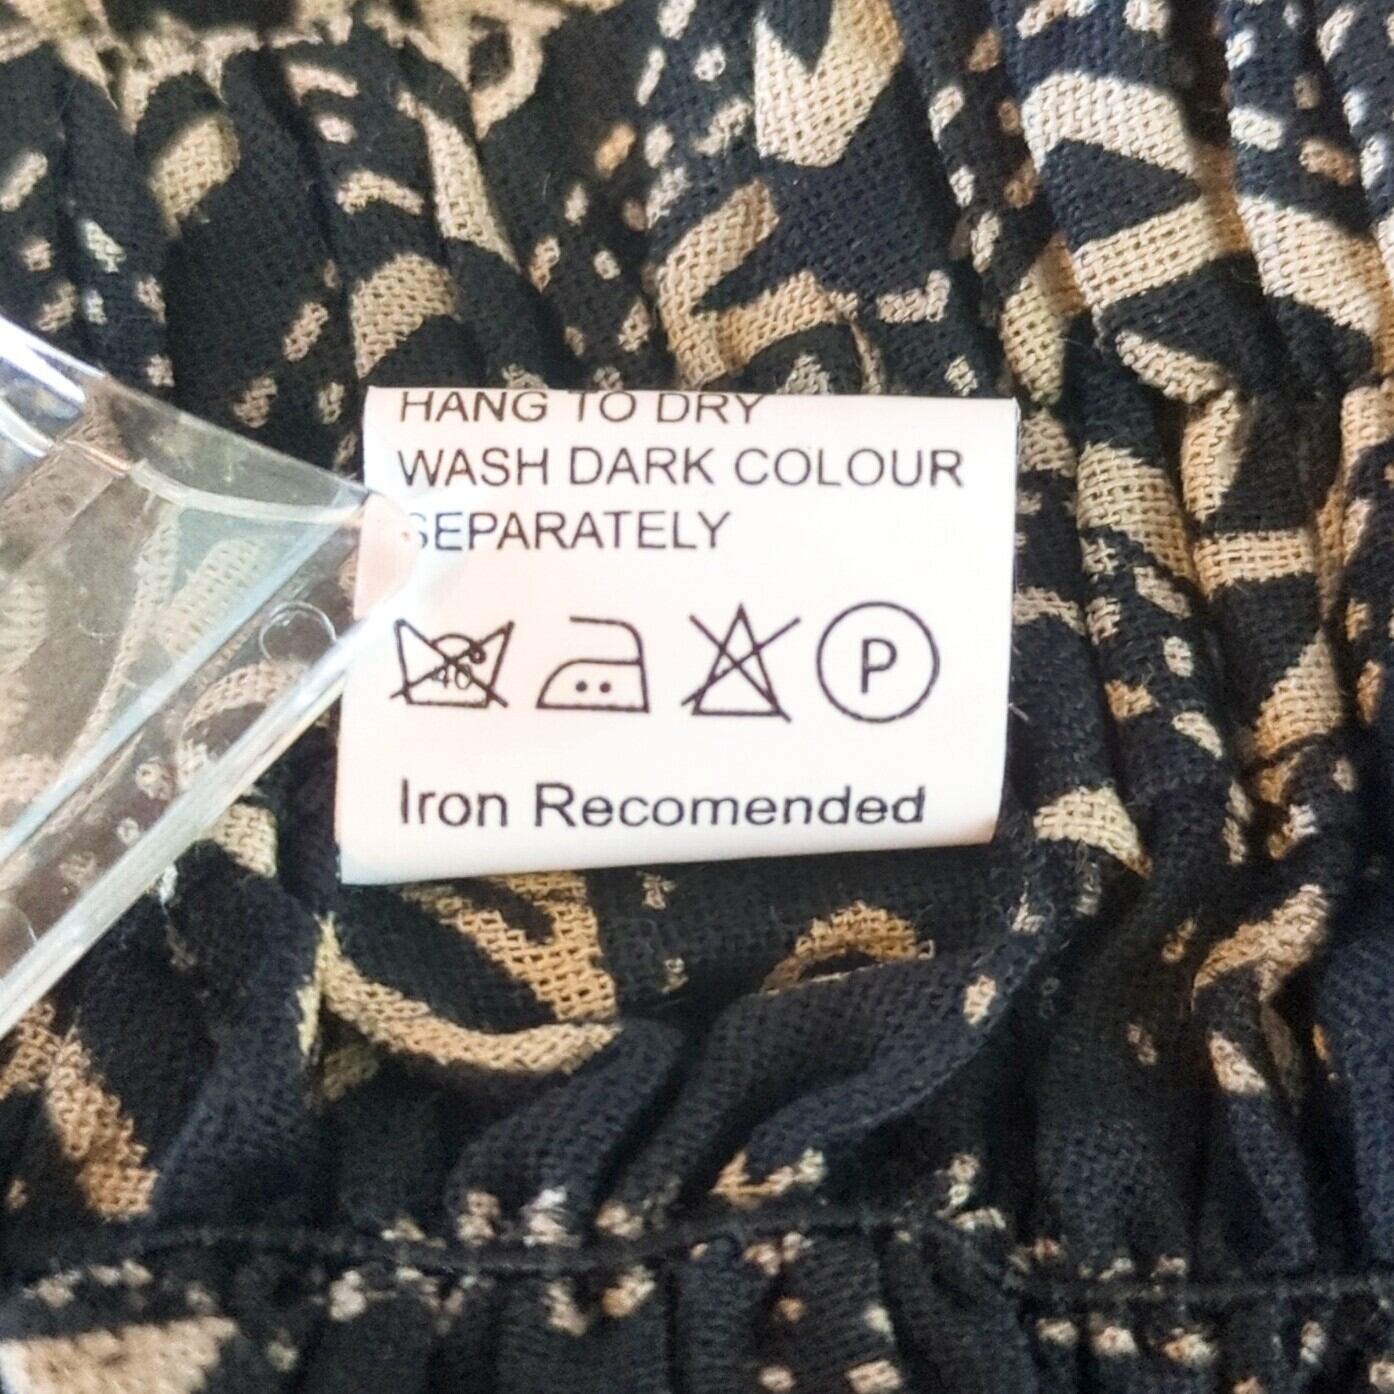 HANG TO DRY
WASH DARK COLOUR
SEPARATELY
40° P
Iron Recomended